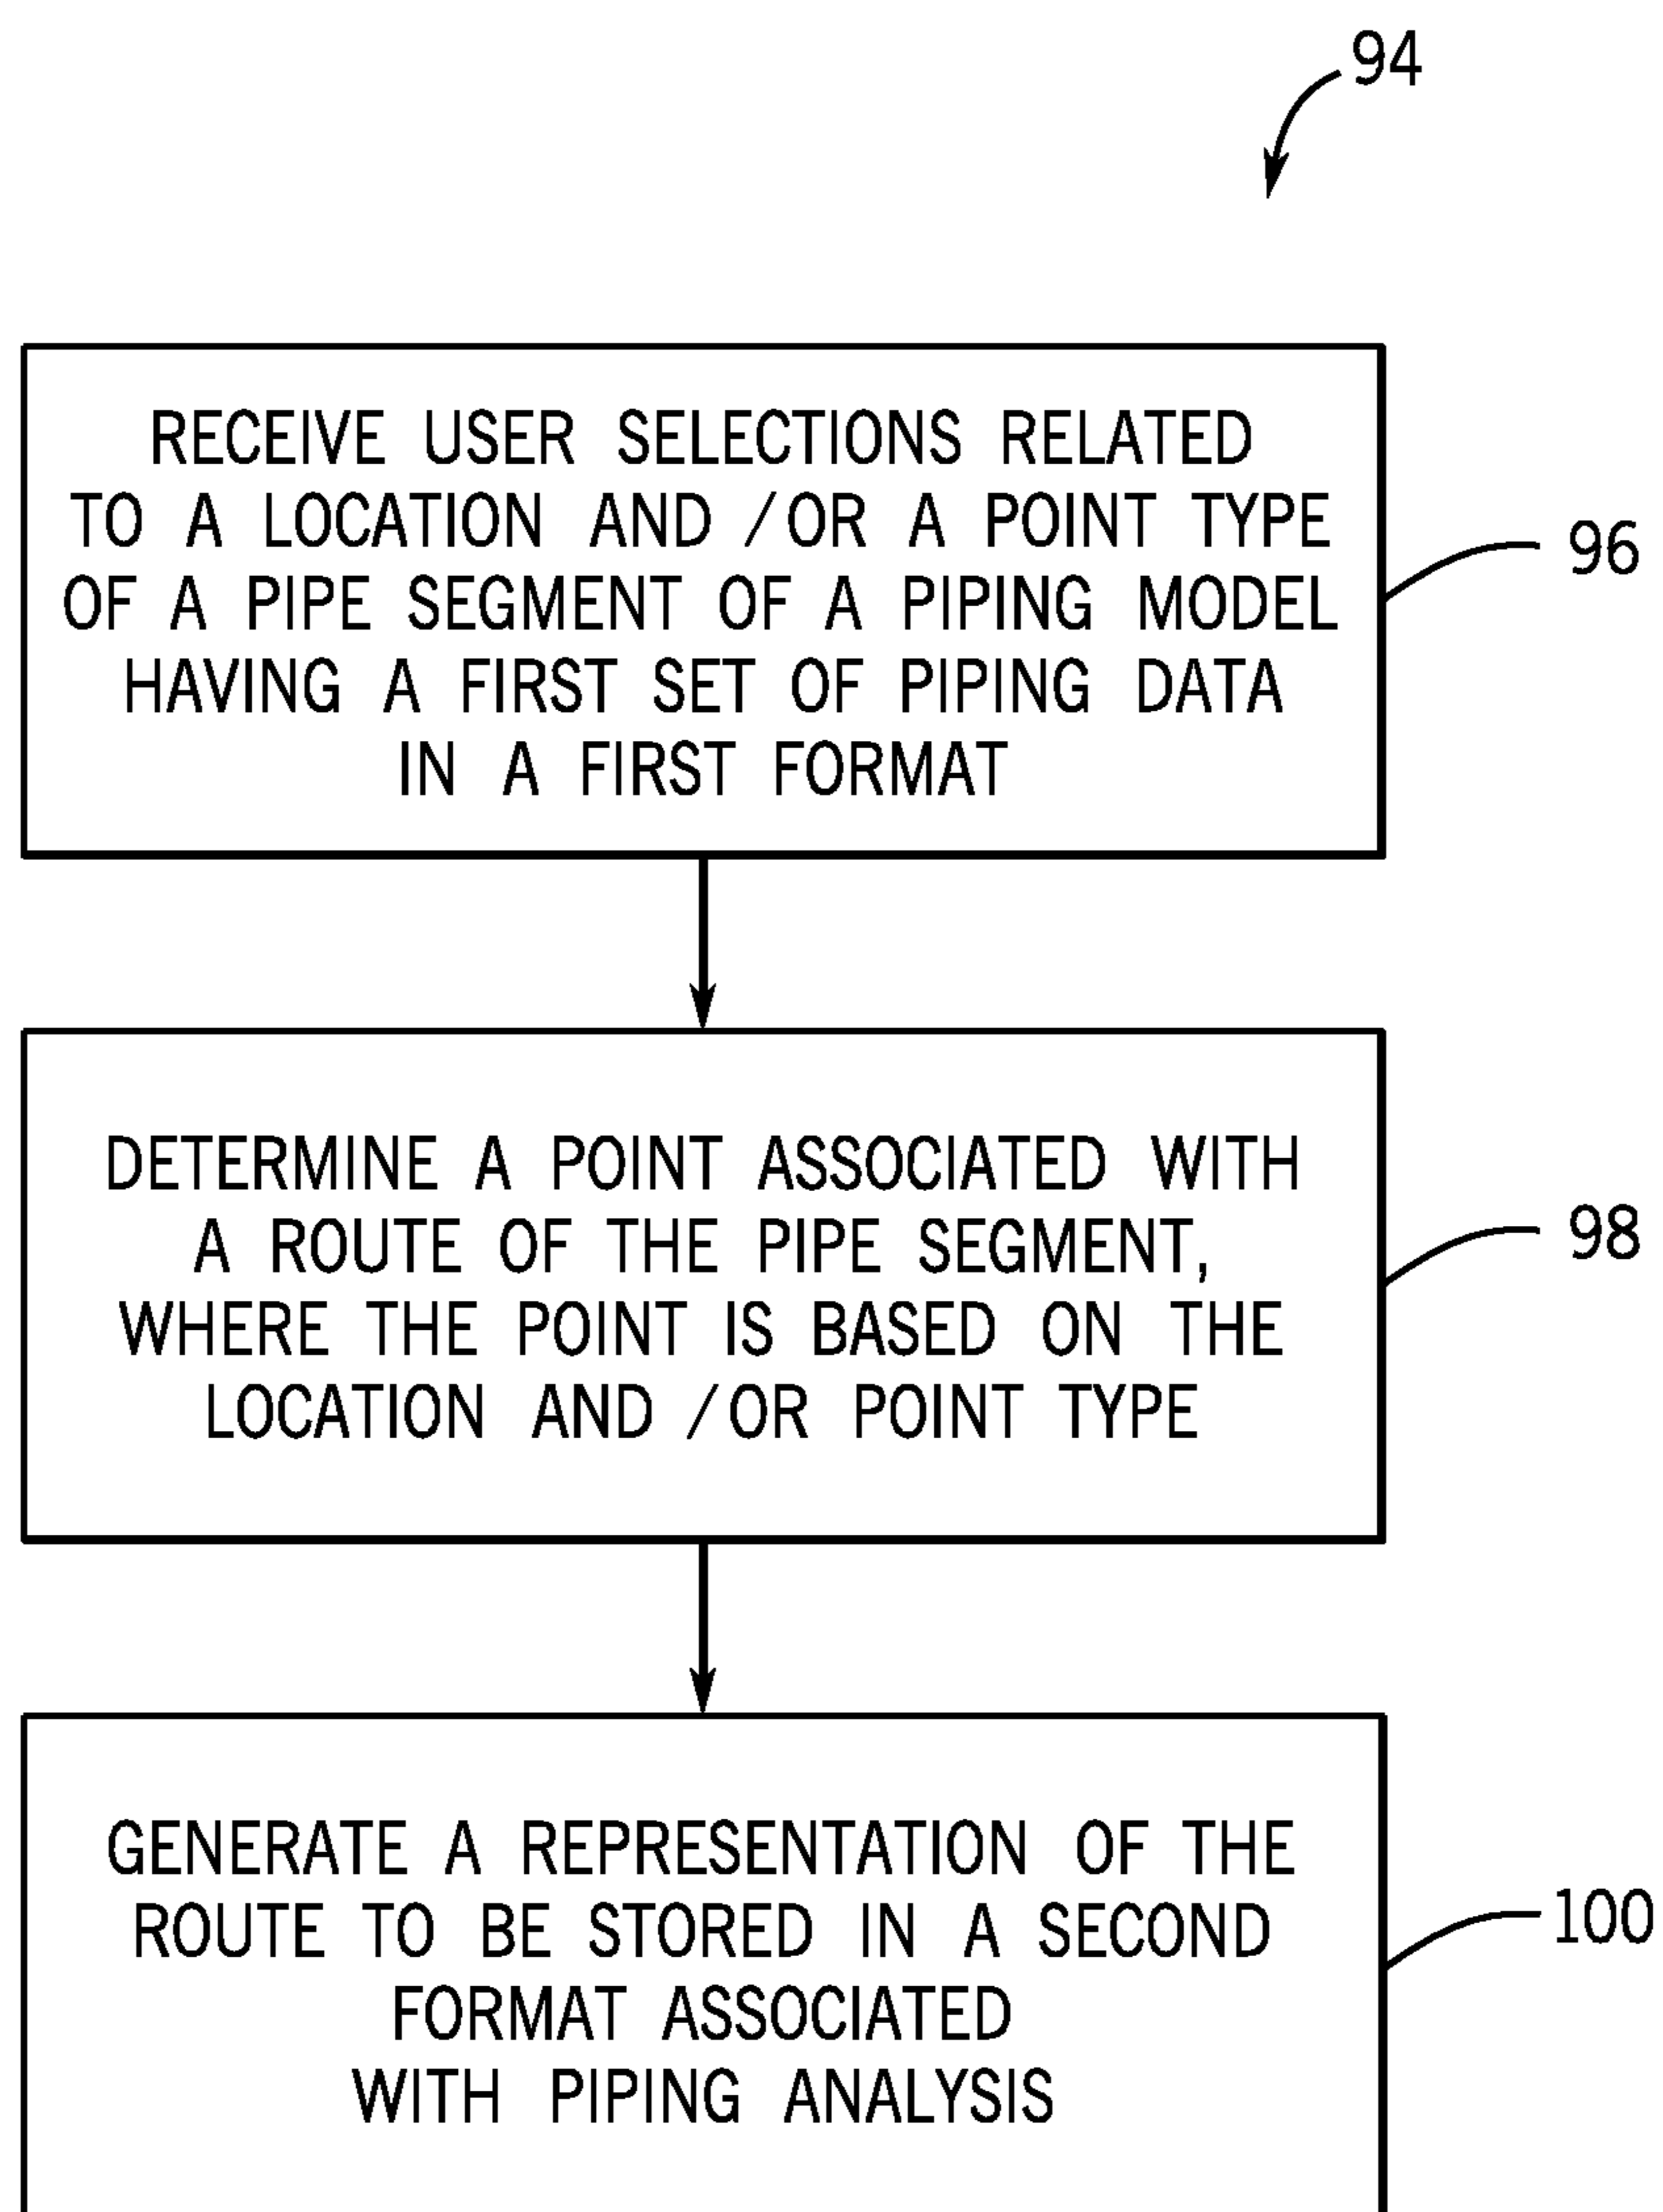 94
RECEIVE USER SELECTIONS RELATED
TO A LOCATION AND /OR A POINT TYPE
OF A PIPE SEGMENT OF A PIPING MODEL
HAVING A FIRST SET OF PIPING DATA
IN A FIRST FORMAT
96
DETERMINE A POINT ASSOCIATED WITH
A ROUTE OF THE PIPE SEGMENT,
WHERE THE POINT IS BASED ON THE
LOCATION AND /OR POINT TYPE
98
GENERATE A REPRESENTATION OF THE
ROUTE TO BE STORED IN A SECOND
FORMAT ASSOCIATED
WITH PIPING ANALYSIS
100